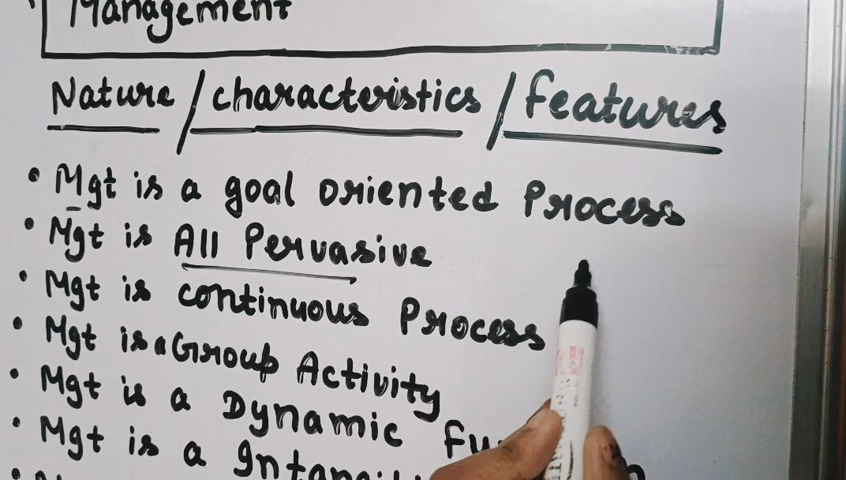 Management
Nature / characteristics / Features
• Mgt is a goal oriented Process
• Mgt is All Pervasive
• Mgt is continuous Process
• Mgt is a Group Activity
• Mgt is a Dynamic
• Mgt is a